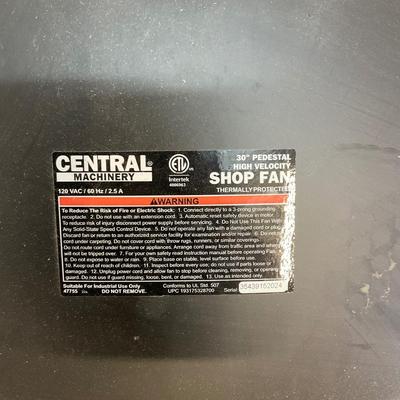 CENTRAL®
MACHINERY
120 VAC / 60 Hz / 2.5 A
ETL
Intertek
4006963
30" PEDESTAL
HIGH VELOCITY
SHOP FAN
THERMALLY PROTECTED
WARNING
To Reduce The Risk of Fire or Electric Shock: 1. Connect directly to a 3-prong grounding
receptacle. 2. Do not use with an extension cord. 3. Automatic reset safety device in motor.
To reduce risk of injury disconnect power supply before servicing. 4. Do Not Use This Fan With
Any Solid-State Speed Control Device. 5. Do not operate any fan with a damaged cord or plug.
Discard fan or return to an authorized service facility for examination and/or repair. 6. Do not run
cord under carpeting. Do not cover cord with throw rugs, runners, or similar coverings.
Do not route cord under furniture or appliances. Arrange cord away from traffic area and where it
will not be tripped over. 7. For your own safety read instruction manual before operating Fan.
8. Do not expose to water or rain. 9. Place base on stable, level surface before use.
10. Keep out of reach of children. 11. Inspect before every use; do not use if parts loose or
damaged. 12. Unplug power cord and allow fan to stop before cleaning, removing, or opening
guard. 13. Do not use without guard, stand, or base. 14. Use as intended only.
Suitable For Industrial Use Only
47755
DO NOT REMOVE.
Conforms to UL Std. 507
UPC 193175328700
Serial 35439152024